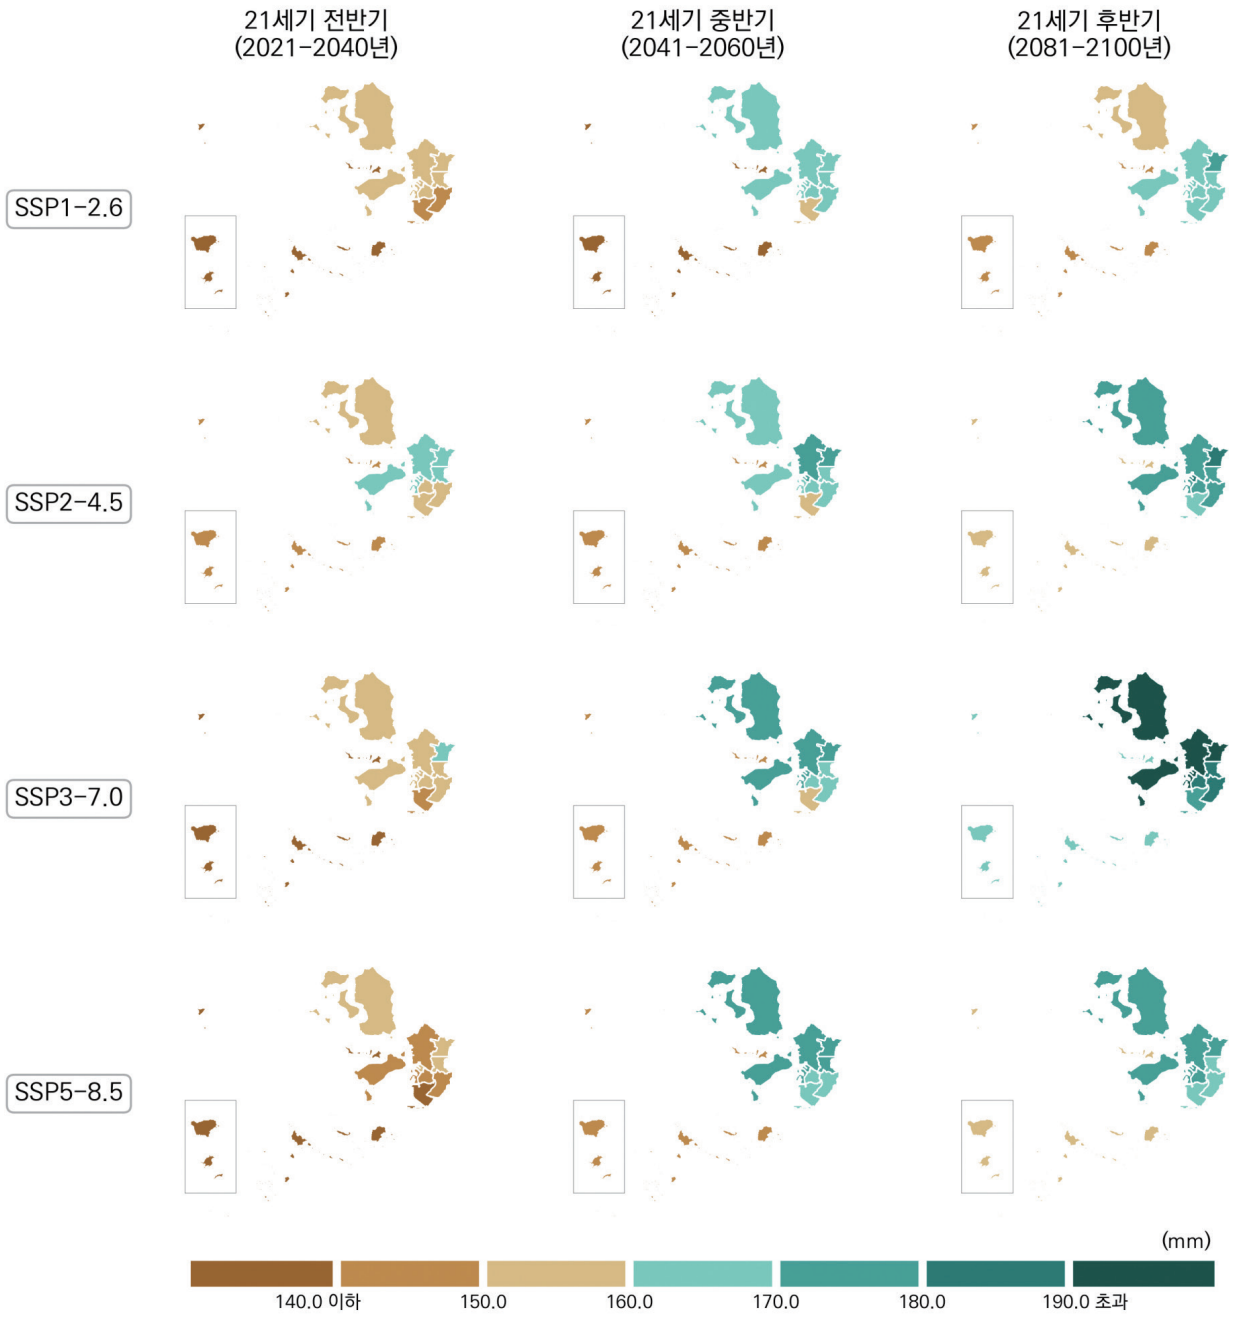 21세기 전반기
(2021-2040년)
21세기 중반기
(2041-2060년)
21세기 후반기
(2081-2100년)
SSP1-2.6
SSP2-4.5
SSP3-7.0
SSP5-8.5
(mm)
140.0 이하 150.0 160.0 170.0 180.0 190.0 초과